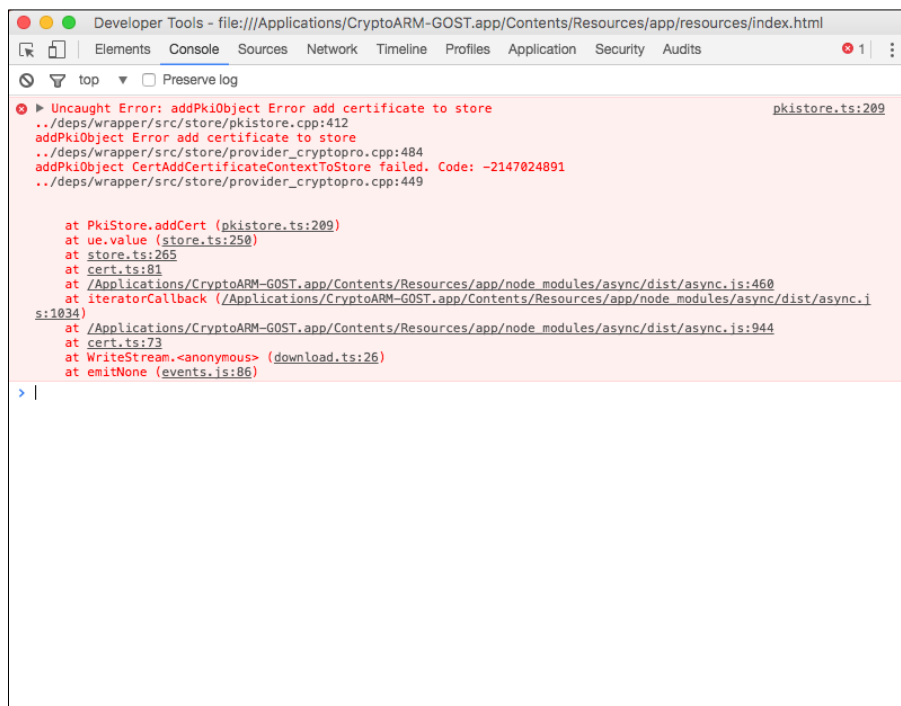 Developer Tools - file:///Applications/CryptoARM-GOST.app/Contents/Resources/app/resources/index.html
Elements Console Sources Network Timeline Profiles Application Security Audits 1
top Preserve log
Uncaught Error: addPkiObject Error add certificate to store pkistore.ts:209
../deps/wrapper/src/store/pkistore.cpp:412
addPkiObject Error add certificate to store
../deps/wrapper/src/store/provider_cryptopro.cpp:484
addPkiObject CertAddCertificateContextToStore failed. Code: -2147024891
../deps/wrapper/src/store/provider_cryptopro.cpp:449
at PkiStore.addCert (pkistore.ts:209)
at ue.value (store.ts:250)
at store.ts:265
at cert.ts:81
at /Applications/CryptoARM-GOST.app/Contents/Resources/app/node_modules/async/dist/async.js:460
at iteratorCallback (/Applications/CryptoARM-GOST.app/Contents/Resources/app/node_modules/async/dist/async.j
s:1034)
at /Applications/CryptoARM-GOST.app/Contents/Resources/app/node_modules/async/dist/async.js:944
at cert.ts:73
at WriteStream.<anonymous> (download.ts:26)
at emitNone (events.js:86)
>